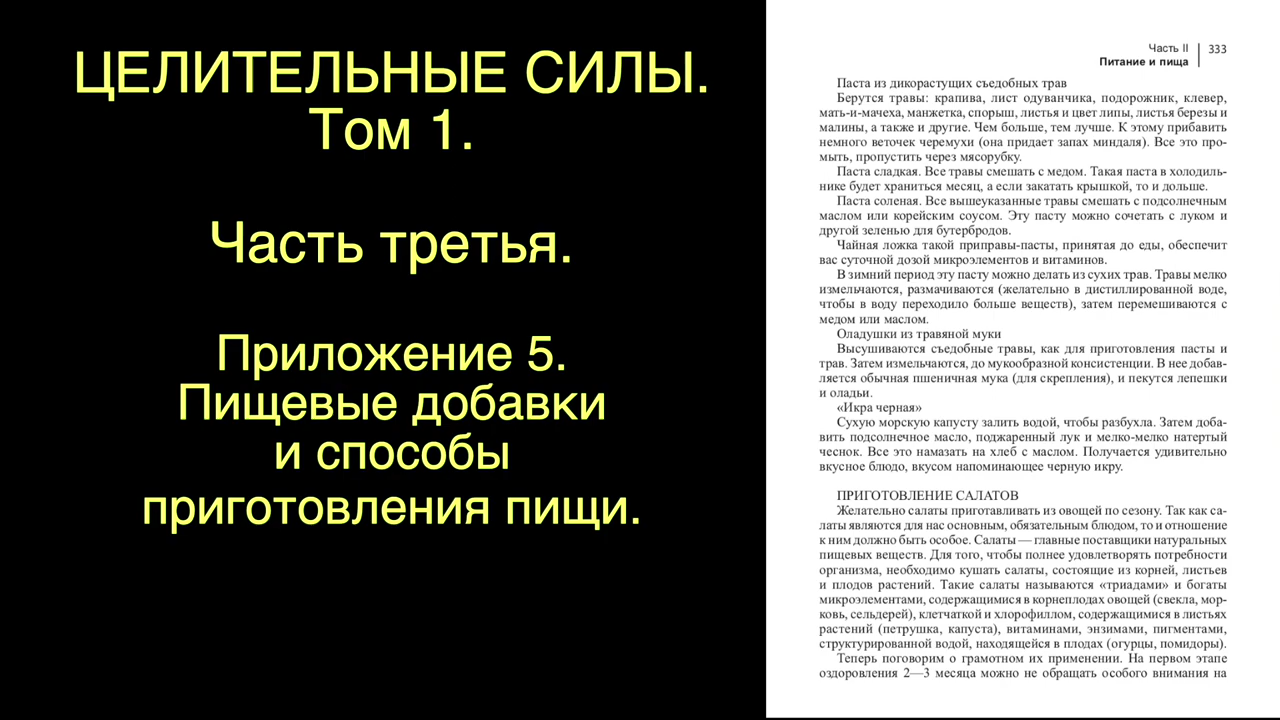 ЦЕЛИТЕЛЬНЫЕ СИЛЫ.
Том 1.
Часть третья.
Приложение 5.
Пищевые добавки
и способы
приготовления пищи.
Часть II
Питание и пища
333
Паста из дикорастущих съедобных трав
Берутся травы: крапива, лист одуванчика, подорожник, клевер,
мать-и-мачеха, манжетка, спорыш, листья и цвет липы, листья березы и
малины, а также и другие. Чем больше, тем лучше. К этому прибавить
немного веточек черемухи (она придает запах миндаля). Все это про-
мыть, пропустить через мясорубку.
Паста сладкая. Все травы смешать с медом. Такая паста в холодиль-
нике будет храниться месяц, а если закатать крышкой, то и дольше.
Паста соленая. Все вышеуказанные травы смешать с подсолнечным
маслом или корейским соусом. Эту пасту можно сочетать с луком и
другой зеленью для бутербродов.
Чайная ложка такой приправы-пасты, принятая до еды, обеспечит
вас суточной дозой микроэлементов и витаминов.
В зимний период эту пасту можно делать из сухих трав. Травы мелко
измельчаются, размачиваются (желательно в дистиллированной воде,
чтобы в воду переходило больше веществ), затем перемешиваются с
медом или маслом.
Оладушки из травяной муки
Высушиваются съедобные травы, как для приготовления пасты и
трав. Затем измельчаются, до мукообразной консистенции. В нее добав-
ляется обычная пшеничная мука (для скрепления), и пекутся лепешки
и оладьи.
«Икра черная»
Сухую морскую капусту залить водой, чтобы разбухла. Затем доба-
вить подсолнечное масло, поджаренный лук и мелко-мелко натертый
чеснок. Все это намазать на хлеб с маслом. Получается удивительно
вкусное блюдо, вкусом напоминающее черную икру.
ПРИГОТОВЛЕНИЕ САЛАТОВ
Желательно салаты приготавливать из овощей по сезону. Так как са-
латы являются для нас основным, обязательным блюдом, то и отношение
к ним должно быть особое. Салаты — главные поставщики натуральных
пищевых веществ. Для того, чтобы полнее удовлетворять потребности
организма, необходимо кушать салаты, состоящие из корней, листьев
и плодов растений. Такие салаты называются «триадами» и богаты
микроэлементами, содержащимися в корнеплодах овощей (свекла, мор-
ковь, сельдерей), клетчаткой и хлорофиллом, содержащимися в листьях
растений (петрушка, капуста), витаминами, энзимами, пигментами,
структурированной водой, находящейся в плодах (огурцы, помидоры).
Теперь поговорим о грамотном их применении. На первом этапе
оздоровления 2—3 месяца можно не обращать особого внимания на